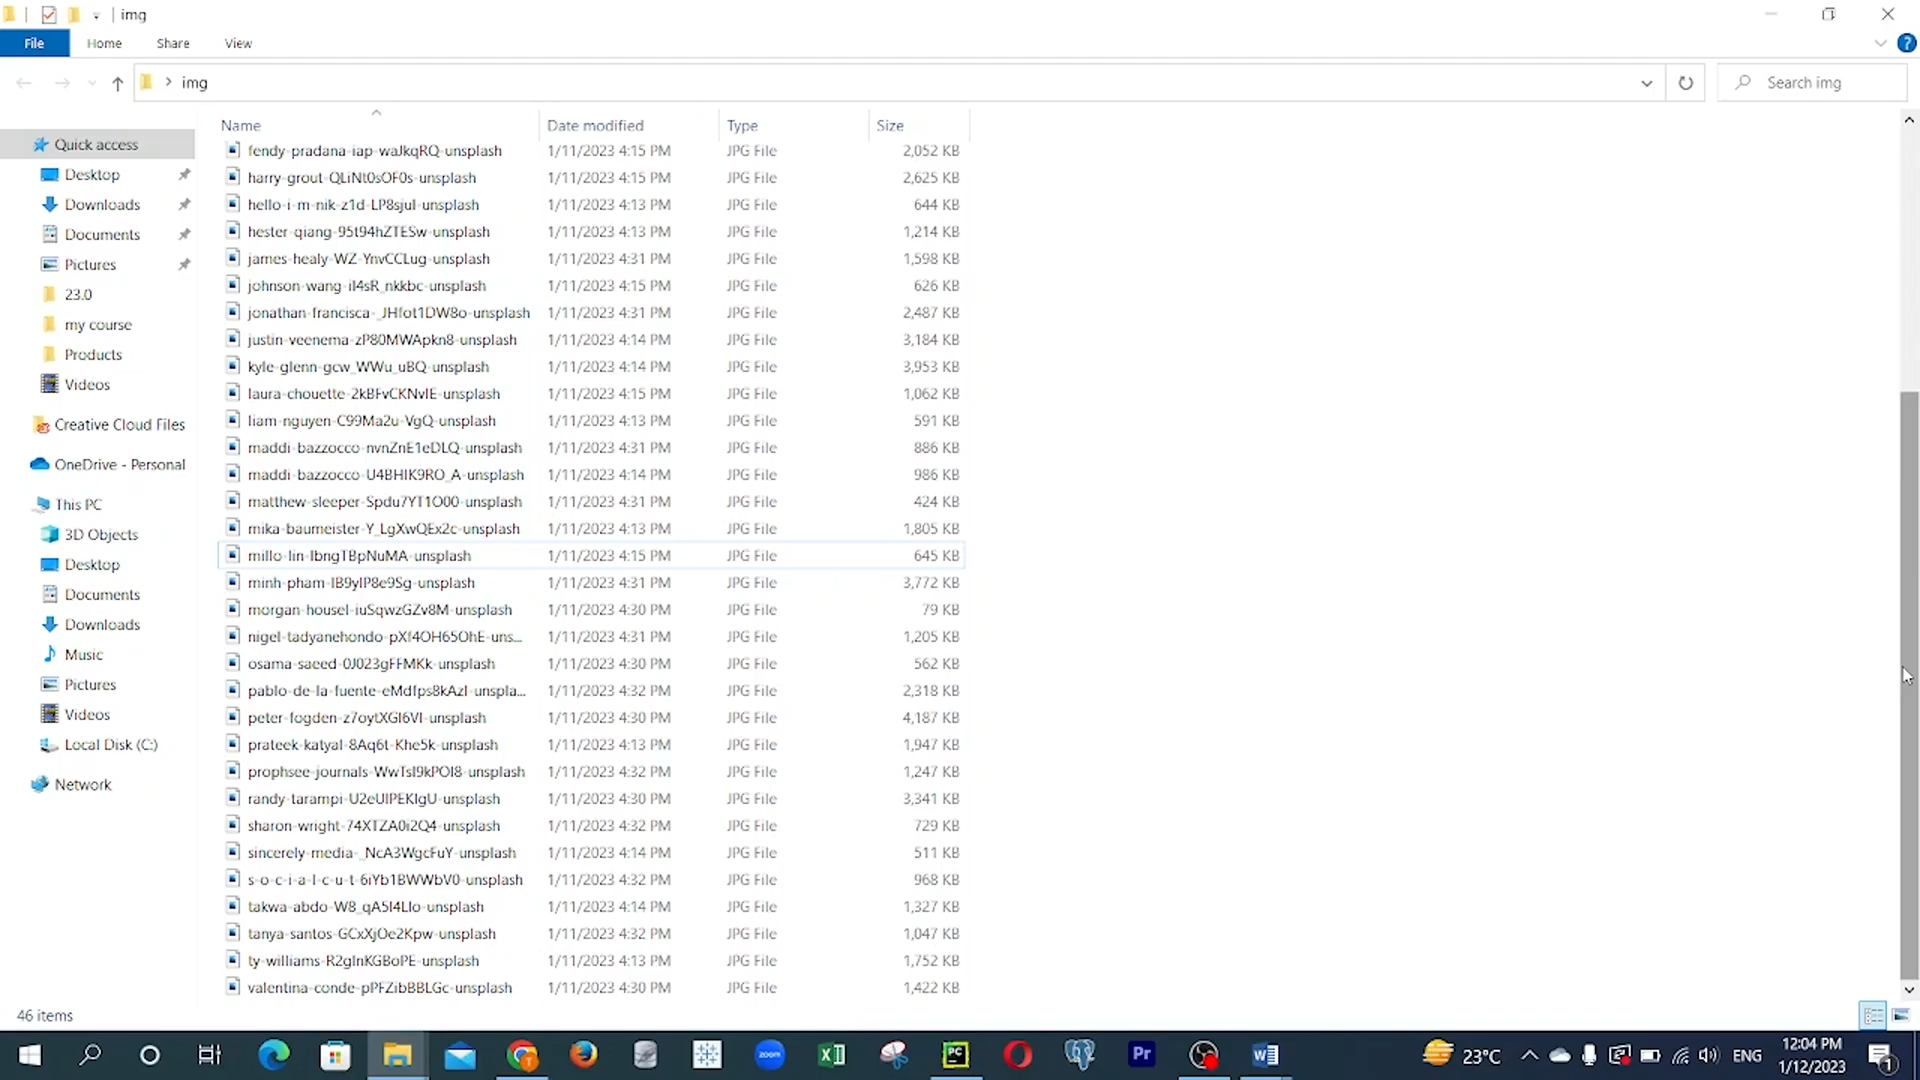 img
File Home Share View
img Search img
Name Date modified Type Size
Quick access
Desktop
Downloads
Documents
Pictures
23.0
my course
Products
Videos
Creative Cloud Files
OneDrive - Personal
This PC
3D Objects
Desktop
Documents
Downloads
Music
Pictures
Videos
Local Disk (C:)
Network
fendy-pradana-iap-waJkqRQ-unsplash 1/11/2023 4:15 PM JPG File 2,052 KB
harry-grout-QLiNt0sOF0s-unsplash 1/11/2023 4:15 PM JPG File 2,625 KB
hello-i-m-nik-z1d-LP8sjuI-unsplash 1/11/2023 4:13 PM JPG File 644 KB
hester-qiang-95t94hZTESw-unsplash 1/11/2023 4:13 PM JPG File 1,214 KB
james-healy-WZ-YnvCCLug-unsplash 1/11/2023 4:31 PM JPG File 1,598 KB
johnson-wang-iI4sR_nkkbc-unsplash 1/11/2023 4:15 PM JPG File 626 KB
jonathan-francisca-_JHfot1DW8o-unsplash 1/11/2023 4:31 PM JPG File 2,487 KB
justin-veenema-zP80MWApkn8-unsplash 1/11/2023 4:14 PM JPG File 3,184 KB
kyle-glenn-gcw_WWu_uBQ-unsplash 1/11/2023 4:14 PM JPG File 3,953 KB
laura-chouette-2kBFvCKNvIE-unsplash 1/11/2023 4:15 PM JPG File 1,062 KB
liam-nguyen-C99Ma2u-VgQ-unsplash 1/11/2023 4:13 PM JPG File 591 KB
maddi-bazzocco-nvnZnE1eDLQ-unsplash 1/11/2023 4:31 PM JPG File 886 KB
maddi-bazzocco-U4BHIK9RO_A-unsplash 1/11/2023 4:14 PM JPG File 986 KB
matthew-sleeper-Spdu7YT1O00-unsplash 1/11/2023 4:31 PM JPG File 424 KB
mika-baumeister-Y_LgXwQEx2c-unsplash 1/11/2023 4:13 PM JPG File 1,805 KB
millo-lin-IbngTBpNuMA-unsplash 1/11/2023 4:15 PM JPG File 645 KB
minh-pham-lB9ylP8e9Sg-unsplash 1/11/2023 4:31 PM JPG File 3,772 KB
morgan-housel-iuSqwzGZv8M-unsplash 1/11/2023 4:30 PM JPG File 79 KB
nigel-tadyanehondo-pXf4OH65OhE-uns... 1/11/2023 4:31 PM JPG File 1,205 KB
osama-saeed-0J023gFFMKk-unsplash 1/11/2023 4:30 PM JPG File 562 KB
pablo-de-la-fuente-eMdfps8kAzI-unspla... 1/11/2023 4:32 PM JPG File 2,318 KB
peter-fogden-z7oytXGI6VI-unsplash 1/11/2023 4:30 PM JPG File 4,187 KB
prateek-katyal-8Aq6t-Khe5k-unsplash 1/11/2023 4:13 PM JPG File 1,947 KB
prophsee-journals-WwTsI9kPOI8-unsplash 1/11/2023 4:32 PM JPG File 1,247 KB
randy-tarampi-U2eUlPEKIgU-unsplash 1/11/2023 4:30 PM JPG File 3,341 KB
sharon-wright-74XTZA0i2Q4-unsplash 1/11/2023 4:32 PM JPG File 729 KB
sincerely-media-_NcA3WgcFuY-unsplash 1/11/2023 4:14 PM JPG File 511 KB
s-o-c-i-a-l-c-u-t-6iYb1BWWbV0-unsplash 1/11/2023 4:32 PM JPG File 968 KB
takwa-abdo-W8_qA5I4LIo-unsplash 1/11/2023 4:14 PM JPG File 1,327 KB
tanya-santos-GCxXjOe2Kpw-unsplash 1/11/2023 4:32 PM JPG File 1,047 KB
ty-williams-R2gInKGBoPE-unsplash 1/11/2023 4:13 PM JPG File 1,752 KB
valentina-conde-pPFZibBBLGc-unsplash 1/11/2023 4:30 PM JPG File 1,422 KB
46 items
zoom PC Pr 23°C ENG 12:04 PM
1/12/2023 1